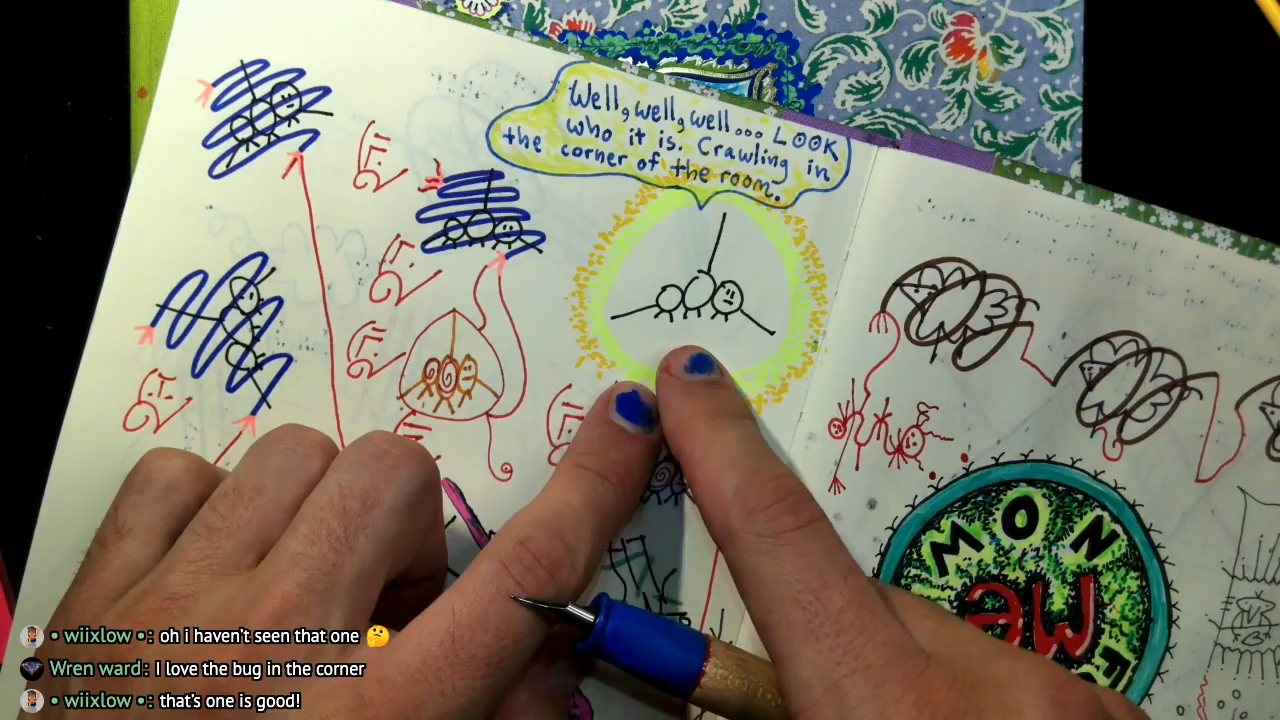 Well, well, well... LOOK
who it is. Crawling in
the corner of the room.
MON
ME
• wiixlow •: oh i haven't seen that one 🤔
Wren ward: I love the bug in the corner
• wiixlow •: that's one is good!